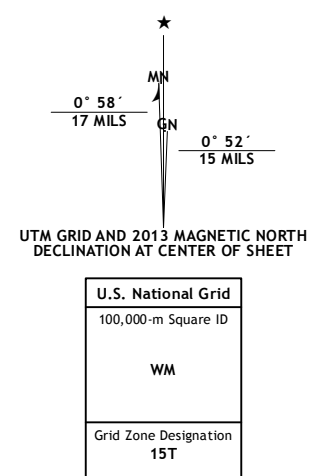 MN
0° 58´
17 MILS
GN
0° 52´
15 MILS
UTM GRID AND 2013 MAGNETIC NORTH
DECLINATION AT CENTER OF SHEET
U.S. National Grid
100,000-m Square ID
WM
Grid Zone Designation
15T